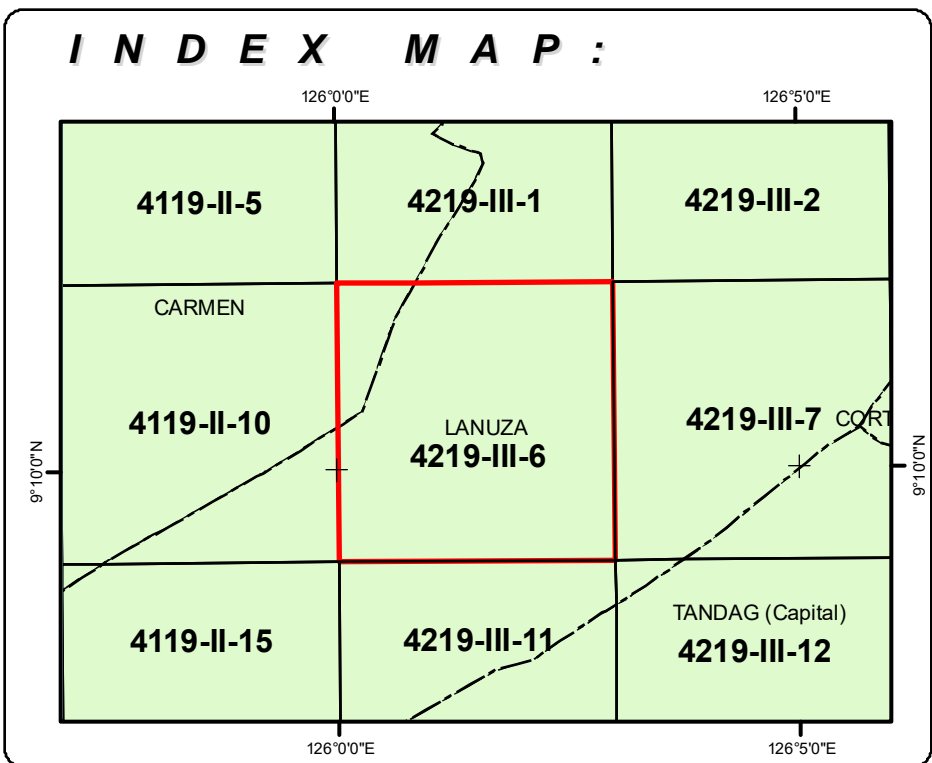 INDEX MAP:
126°0'0"E 126°5'0"E
4119-II-5 4219-III-1 4219-III-2
CARMEN
4119-II-10 LANUZA 4219-III-7 CORT
4219-III-6
9°10'0"N 9°10'0"N
TANDAG (Capital)
4119-II-15 4219-III-11 4219-III-12
126°0'0"E 126°5'0"E